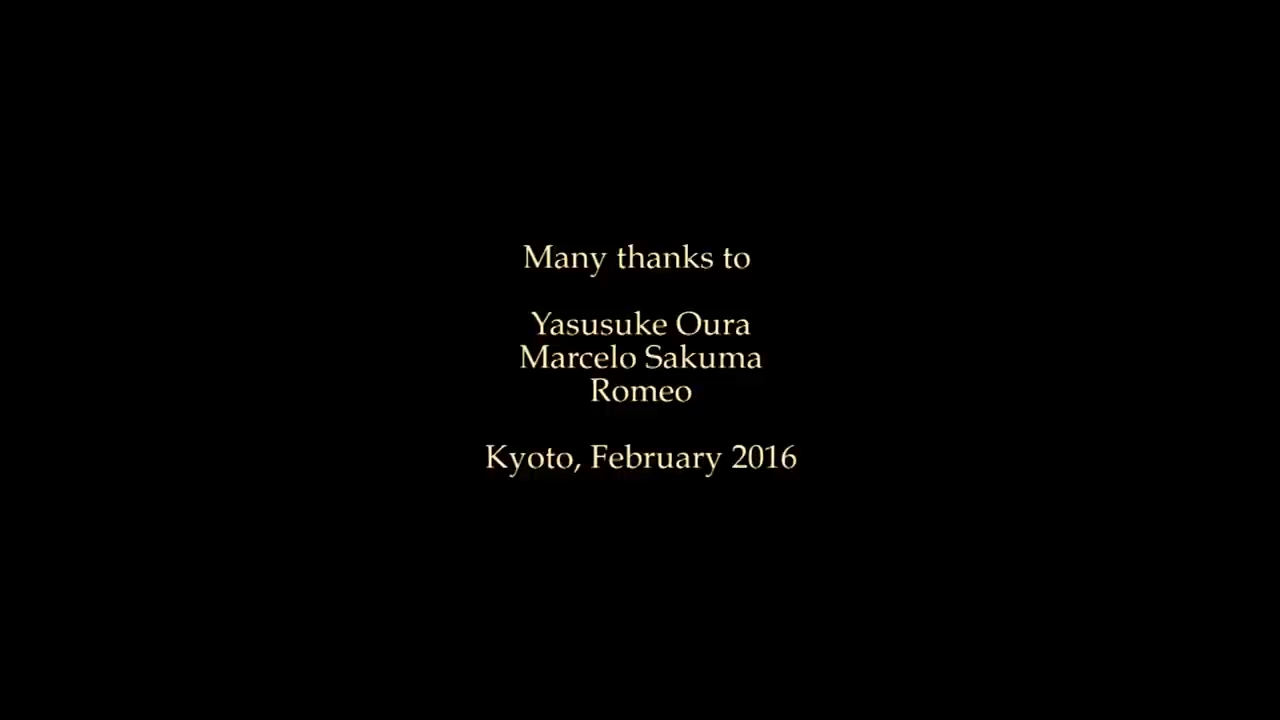 Many thanks to
Yasusuke Oura
Marcelo Sakuma
Romeo
Kyoto, February 2016